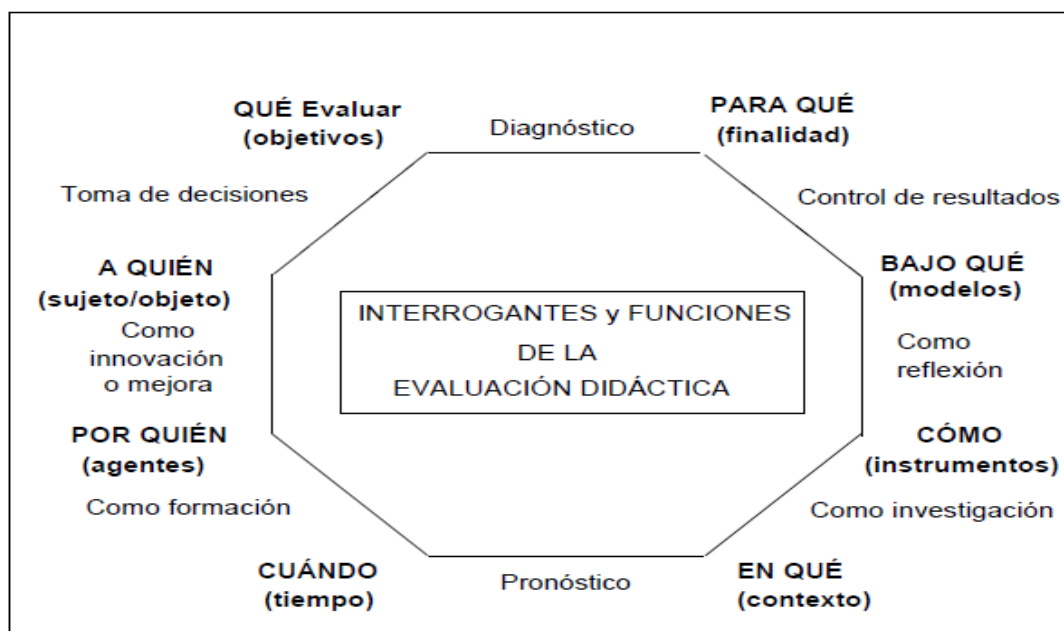 QUÉ Evaluar
(objetivos)
Diagnóstico
PARA QUÉ
(finalidad)
Toma de decisiones
Control de resultados
A QUIÉN
(sujeto/objeto)
Como
innovación
o mejora
BAJO QUÉ
(modelos)
Como
reflexión
INTERROGANTES y FUNCIONES
DE LA
EVALUACIÓN DIDÁCTICA
POR QUIÉN
(agentes)
CÓMO
(instrumentos)
Como formación
Como investigación
CUÁNDO
(tiempo)
Pronóstico
EN QUÉ
(contexto)